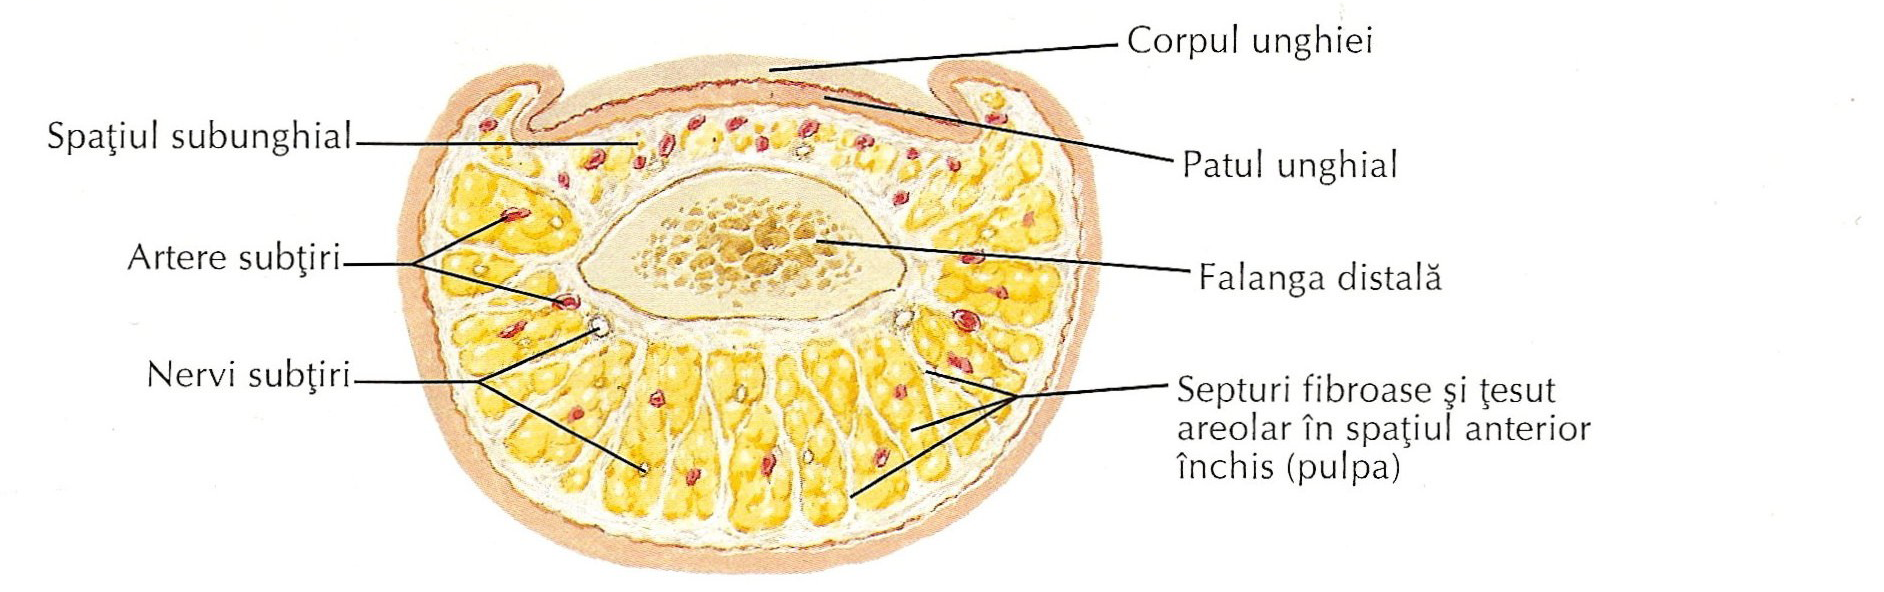 Corpul unghiei
Spaţiul subunghial
Patul unghial
Artere subţiri
Falanga distală
Nervi subţiri
Septuri fibroase şi ţesut
areolar în spaţiul anterior
închis (pulpa)